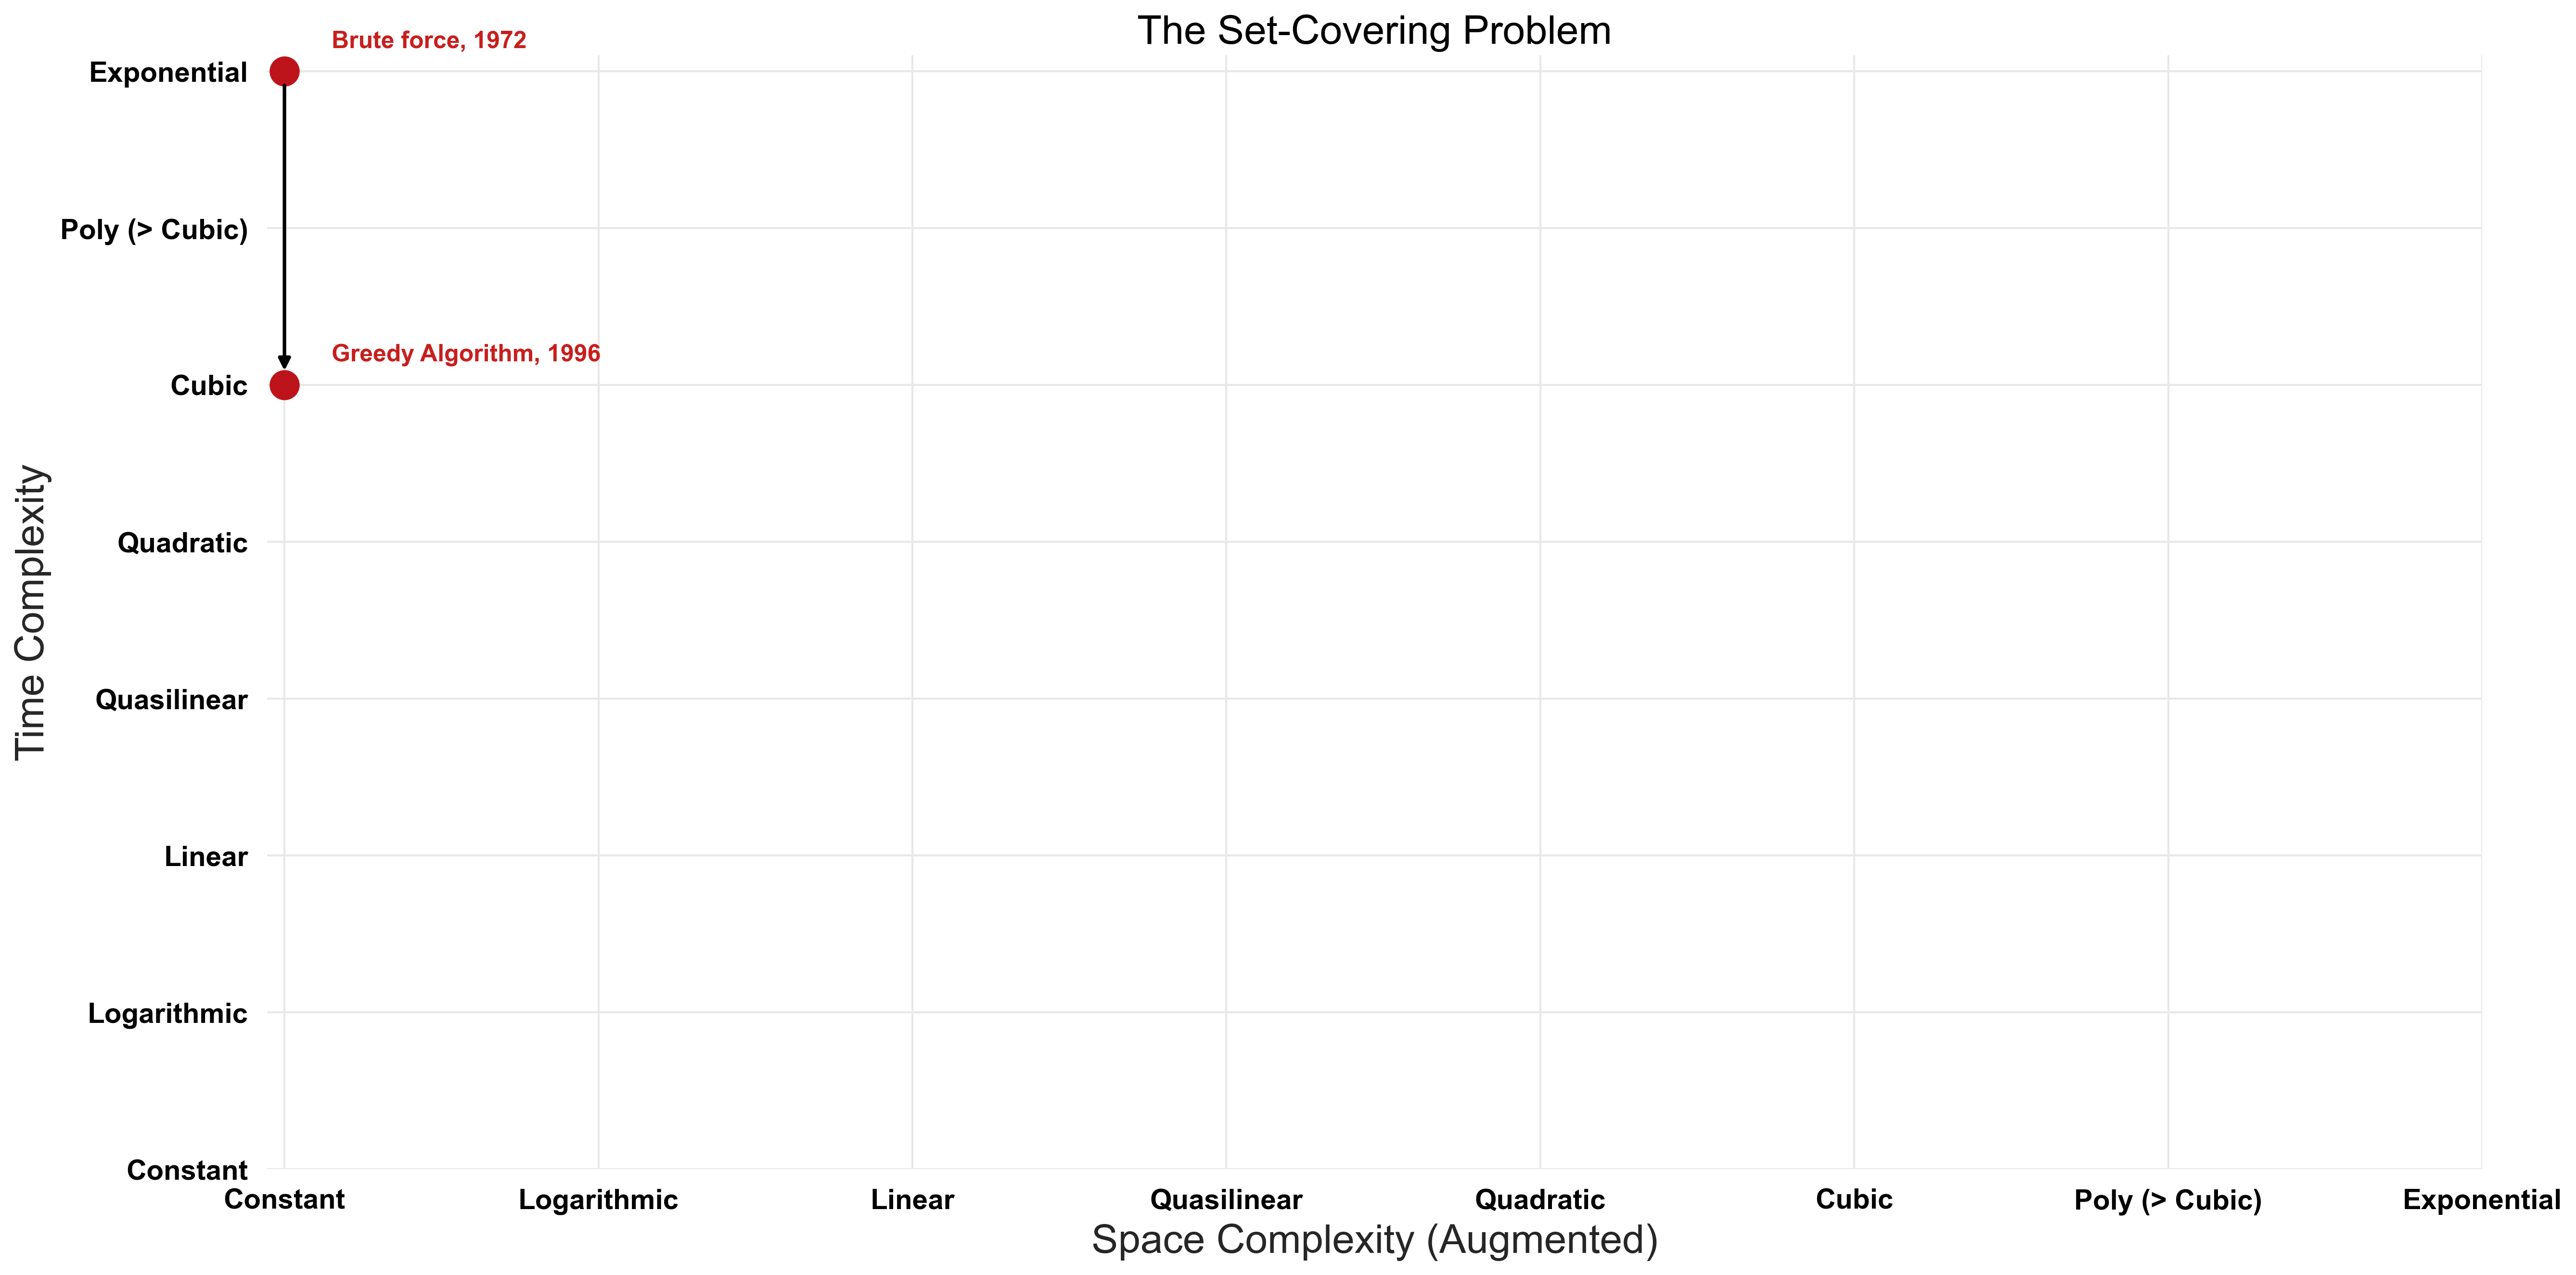 The Set-Covering Problem
Brute force, 1972
Exponential
Poly (> Cubic)
Greedy Algorithm, 1996
Cubic
Quadratic
Quasilinear
Linear
Logarithmic
Constant
Time Complexity
Constant Logarithmic Linear Quasilinear Quadratic Cubic Poly (> Cubic) Exponential
Space Complexity (Augmented)